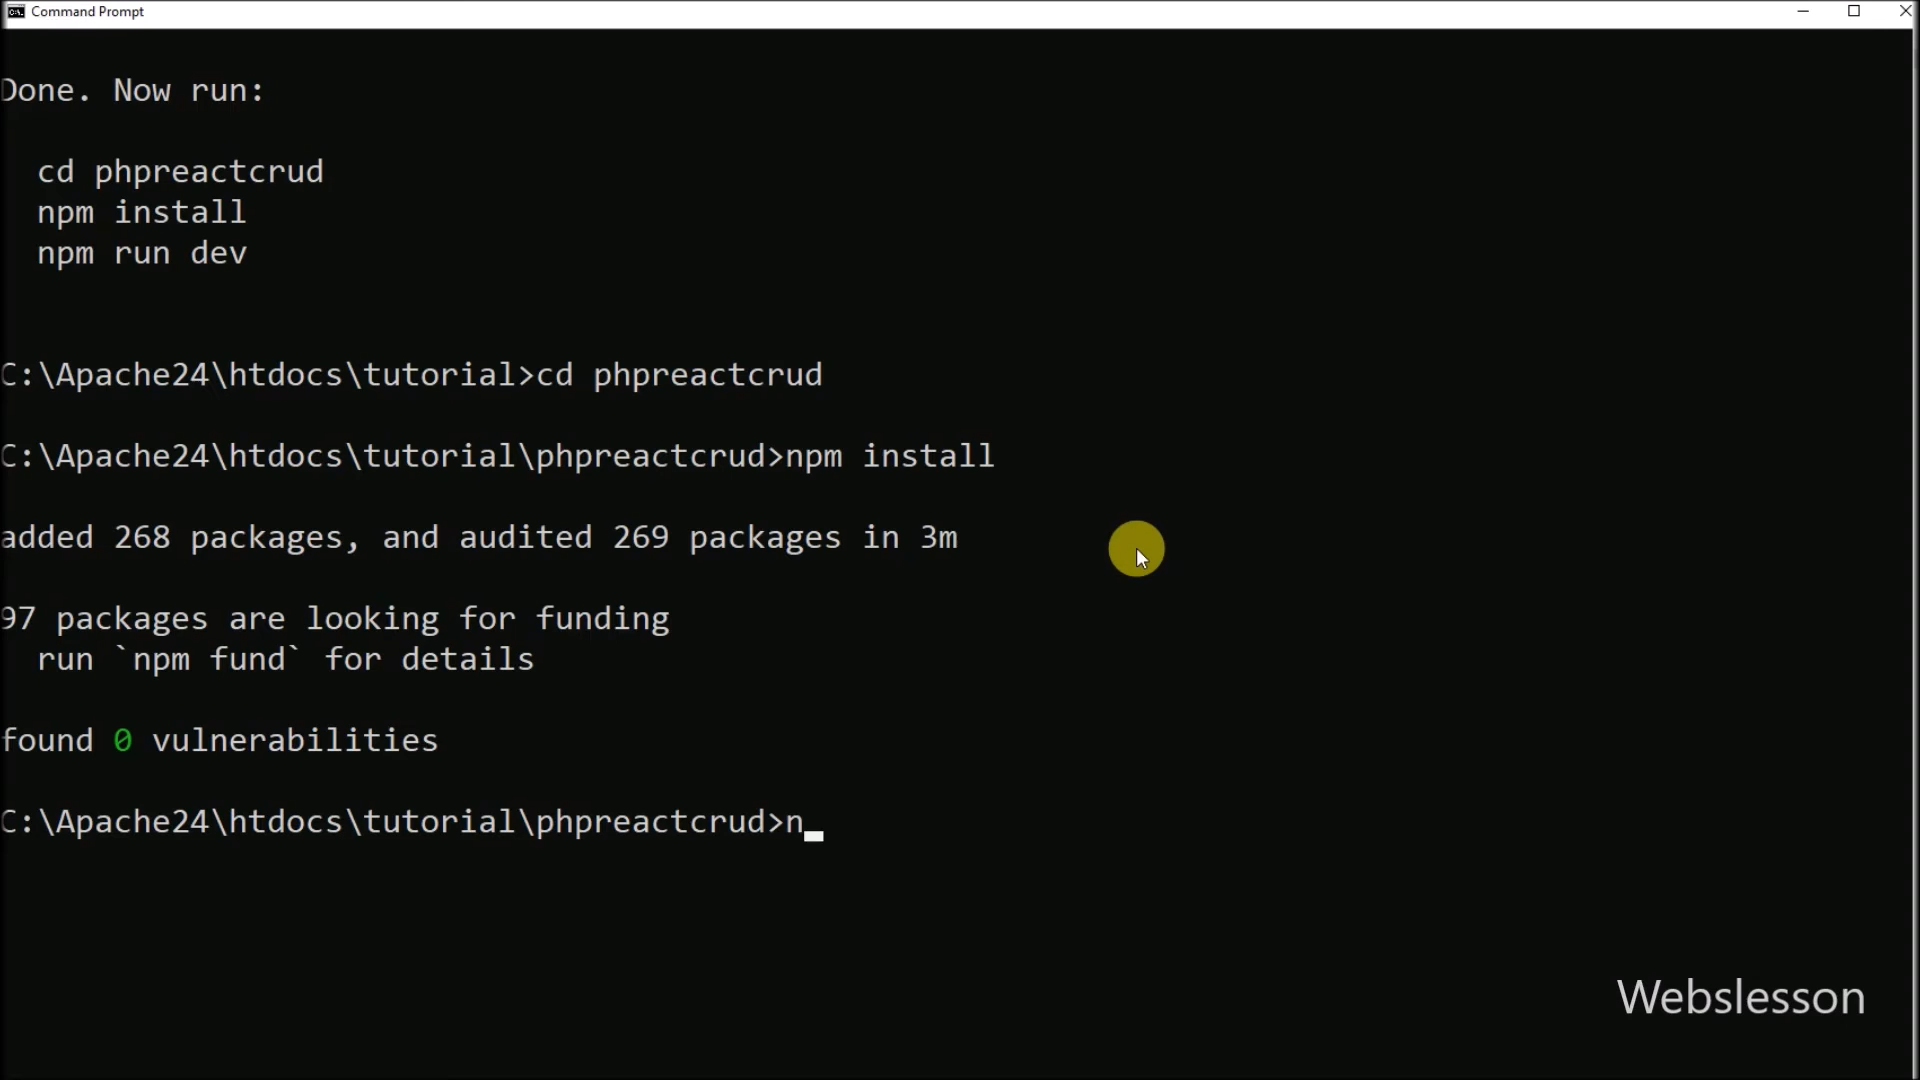 Command Prompt
Done. Now run:
cd phpreactcrud
npm install
npm run dev
C:\Apache24\htdocs\tutorial>cd phpreactcrud
C:\Apache24\htdocs\tutorial\phpreactcrud>npm install
added 268 packages, and audited 269 packages in 3m
97 packages are looking for funding
run `npm fund` for details
found 0 vulnerabilities
C:\Apache24\htdocs\tutorial\phpreactcrud>n_
Webslesson